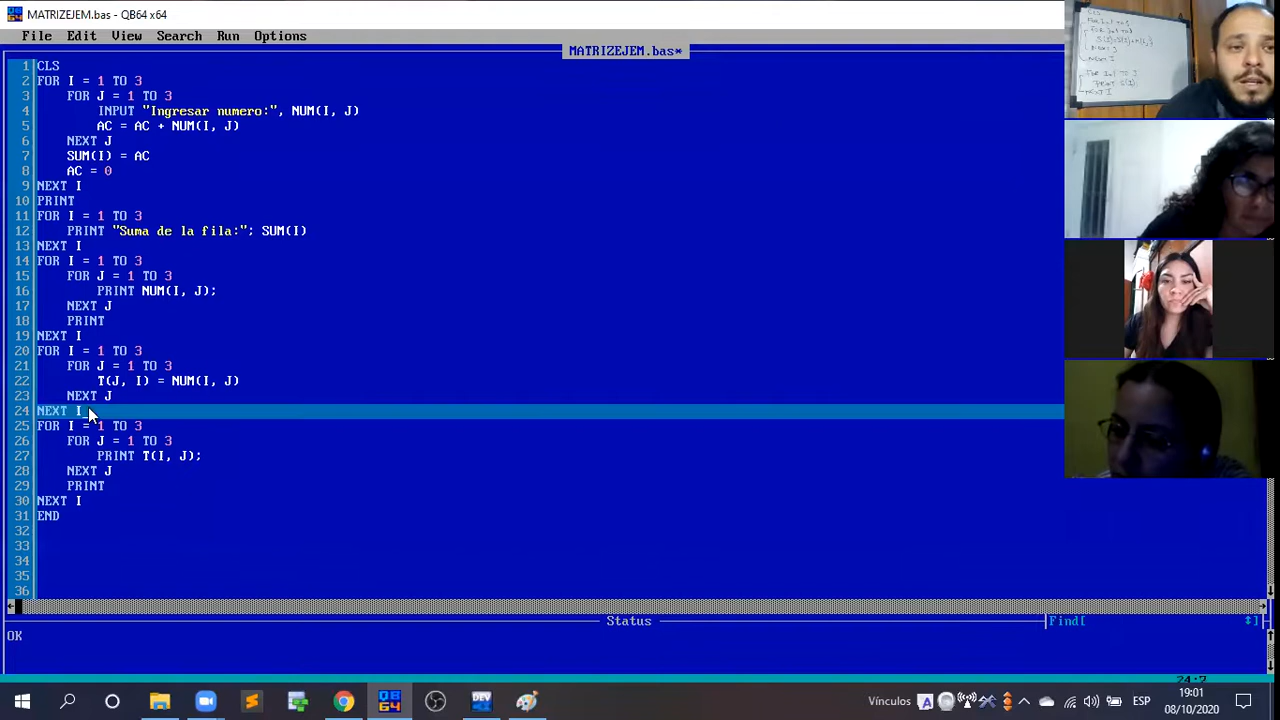 MATRIZEJEM.bas - QB64 x64
File Edit View Search Run Options
MATRIZEJEM.bas*
1 CLS
2 FOR I = 1 TO 3
3 FOR J = 1 TO 3
4 INPUT "Ingresar numero:", NUM(I, J)
5 AC = AC + NUM(I, J)
6 NEXT J
7 SUM(I) = AC
8 AC = 0
9 NEXT I
10 PRINT
11 FOR I = 1 TO 3
12 PRINT "Suma de la fila:"; SUM(I)
13 NEXT I
14 FOR I = 1 TO 3
15 FOR J = 1 TO 3
16 PRINT NUM(I, J);
17 NEXT J
18 PRINT
19 NEXT I
20 FOR I = 1 TO 3
21 FOR J = 1 TO 3
22 T(J, I) = NUM(I, J)
23 NEXT J
24 NEXT I
25 FOR I = 1 TO 3
26 FOR J = 1 TO 3
27 PRINT T(I, J);
28 NEXT J
29 PRINT
30 NEXT I
31 END
32
33
34
35
36
Status
Find[
OK
24:7
Vínculos
ESP
19:01
08/10/2020
QB64
DEV
CLS
NEXT I